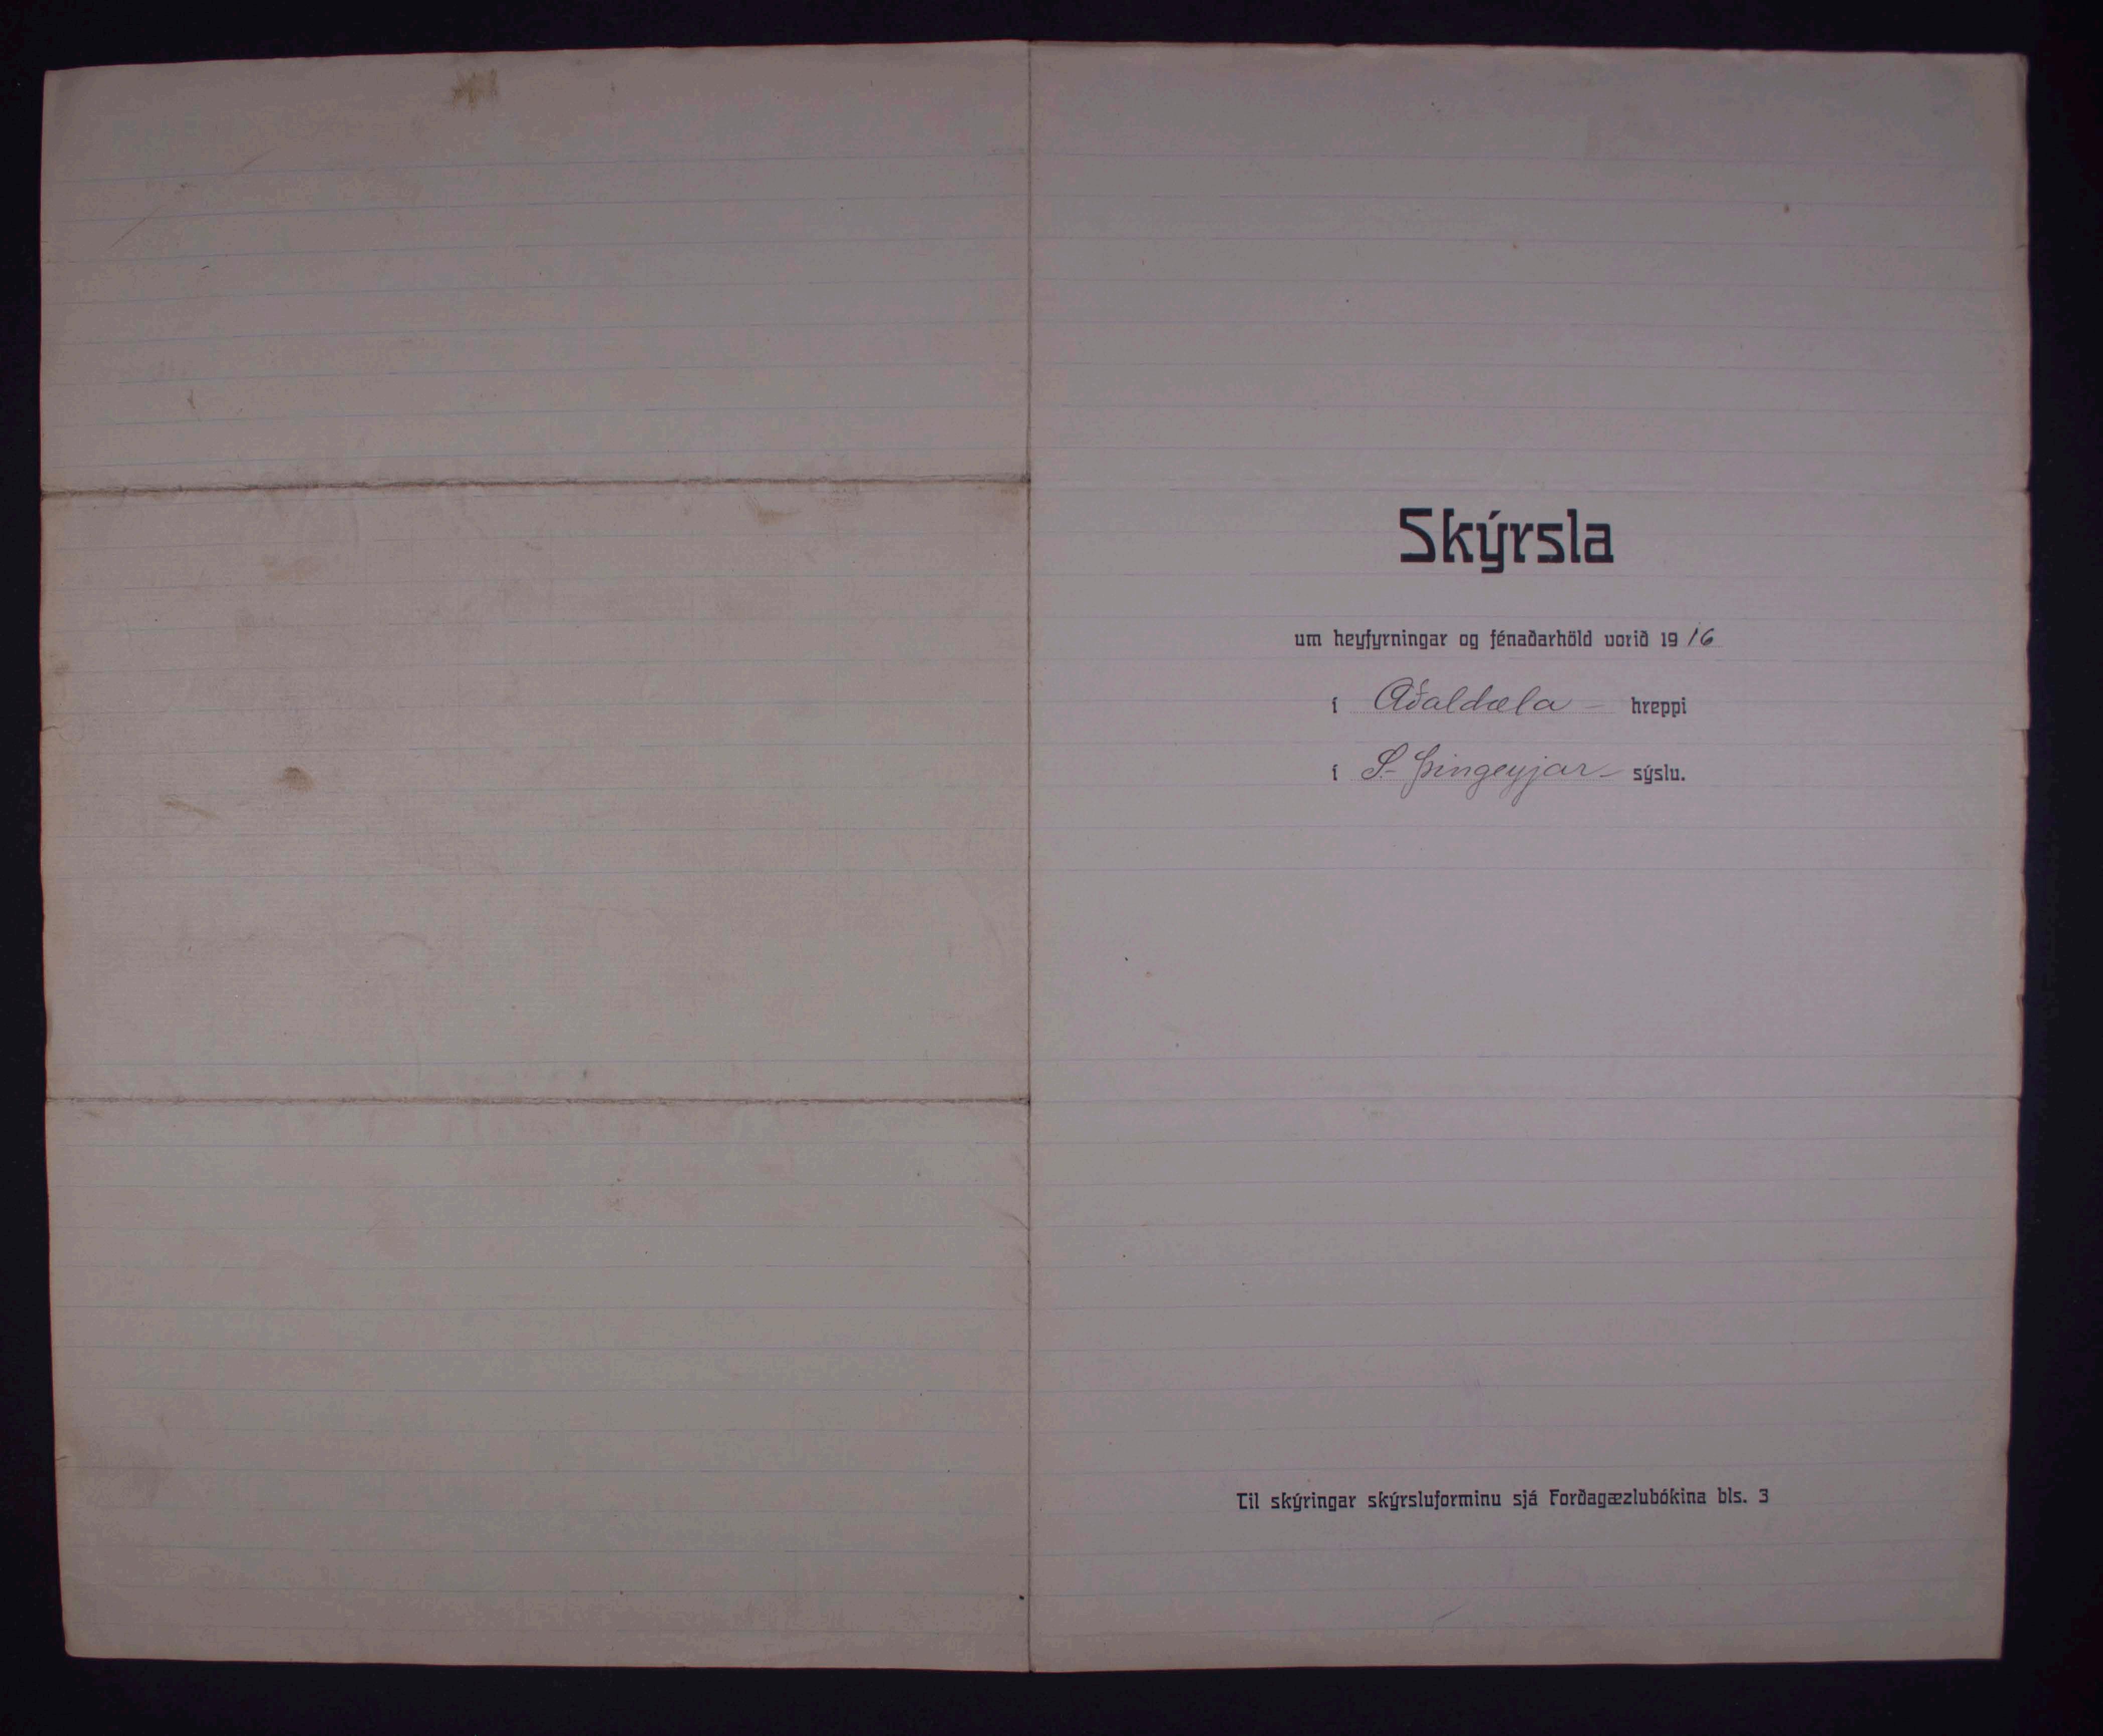 Skýrsla
um heyfyrningar og fénaðarhöld vorið 1916
í Aðaldæla- hreppi
í S.-Þingeyjar- sýslu.
Til skýringar skýrsluforminu sjá Forðagæzlubókina bls. 3